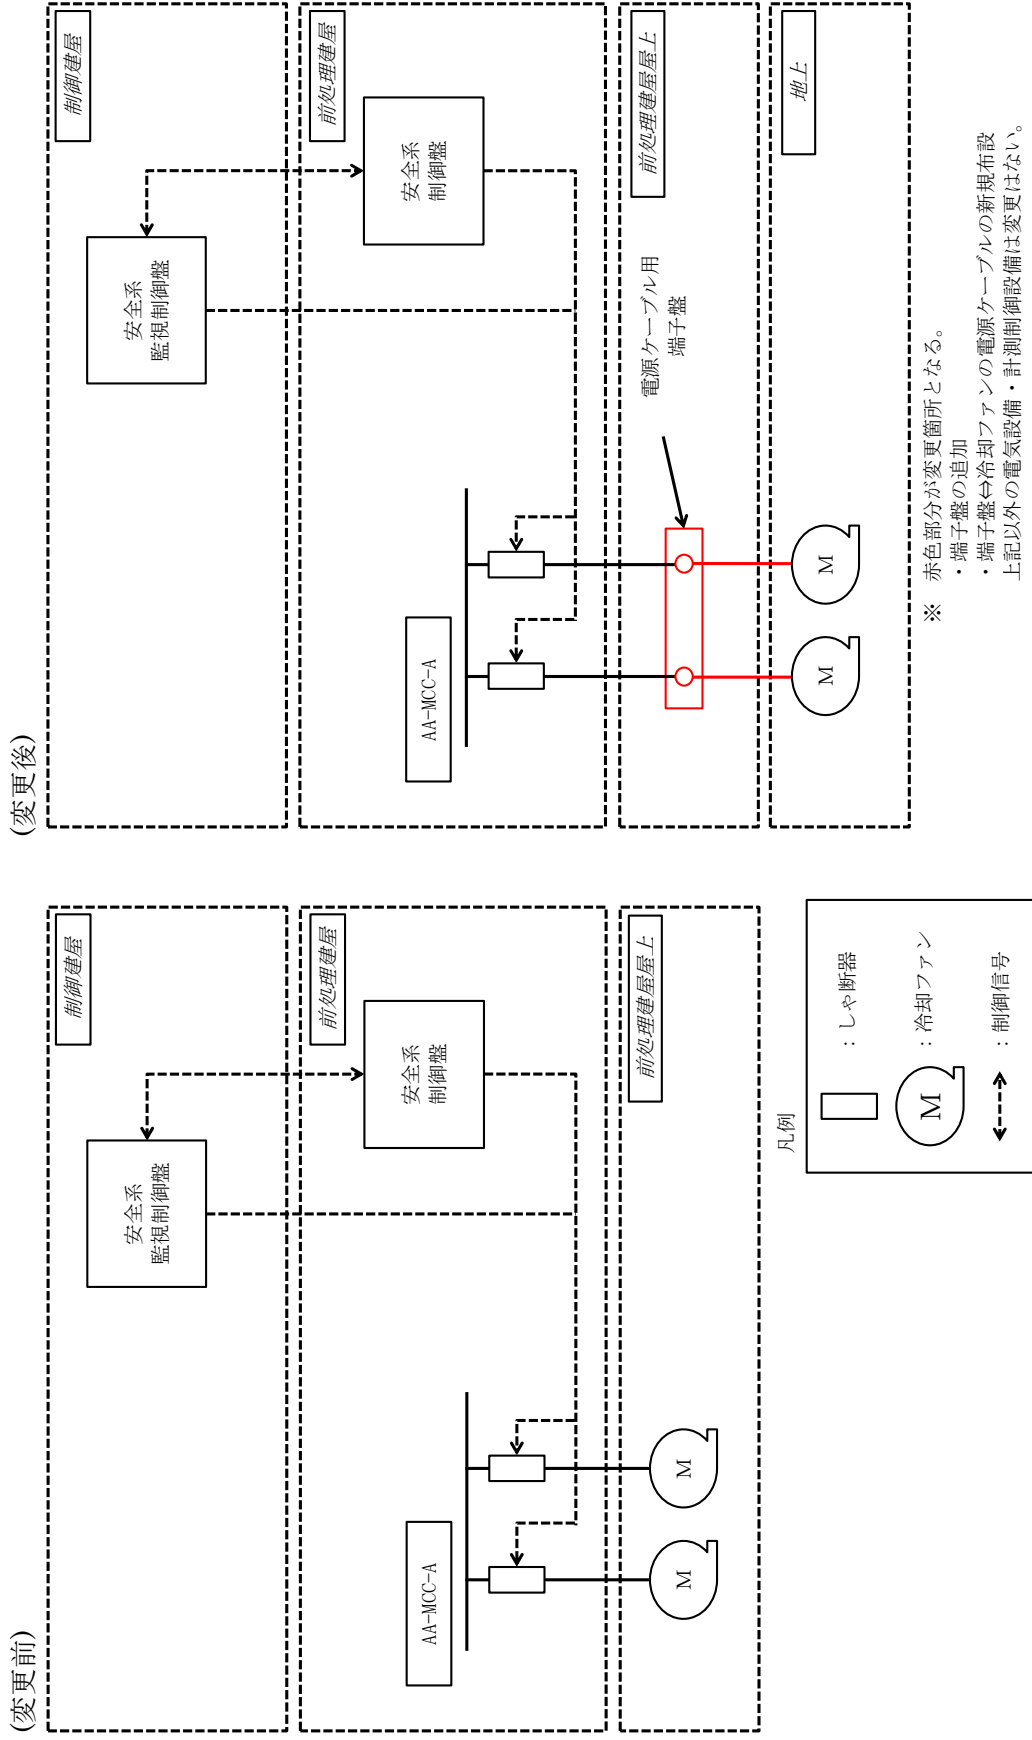 (変更前)
制御建屋
安全系
監視制御盤
前処理建屋
安全系
制御盤
AA-MCC-A
前処理建屋屋上
M
M
凡例
：しゃ断器
M
：冷却ファン
：制御信号
(変更後)
制御建屋
安全系
監視制御盤
前処理建屋
安全系
制御盤
AA-MCC-A
前処理建屋屋上
電源ケーブル用
端子盤
地上
M
M
※　赤色部分が変更箇所となる。
・端子盤の追加
・端子盤⇔冷却ファンの電源ケーブルの新規布設
上記以外の電気設備・計測制御設備は変更はない。